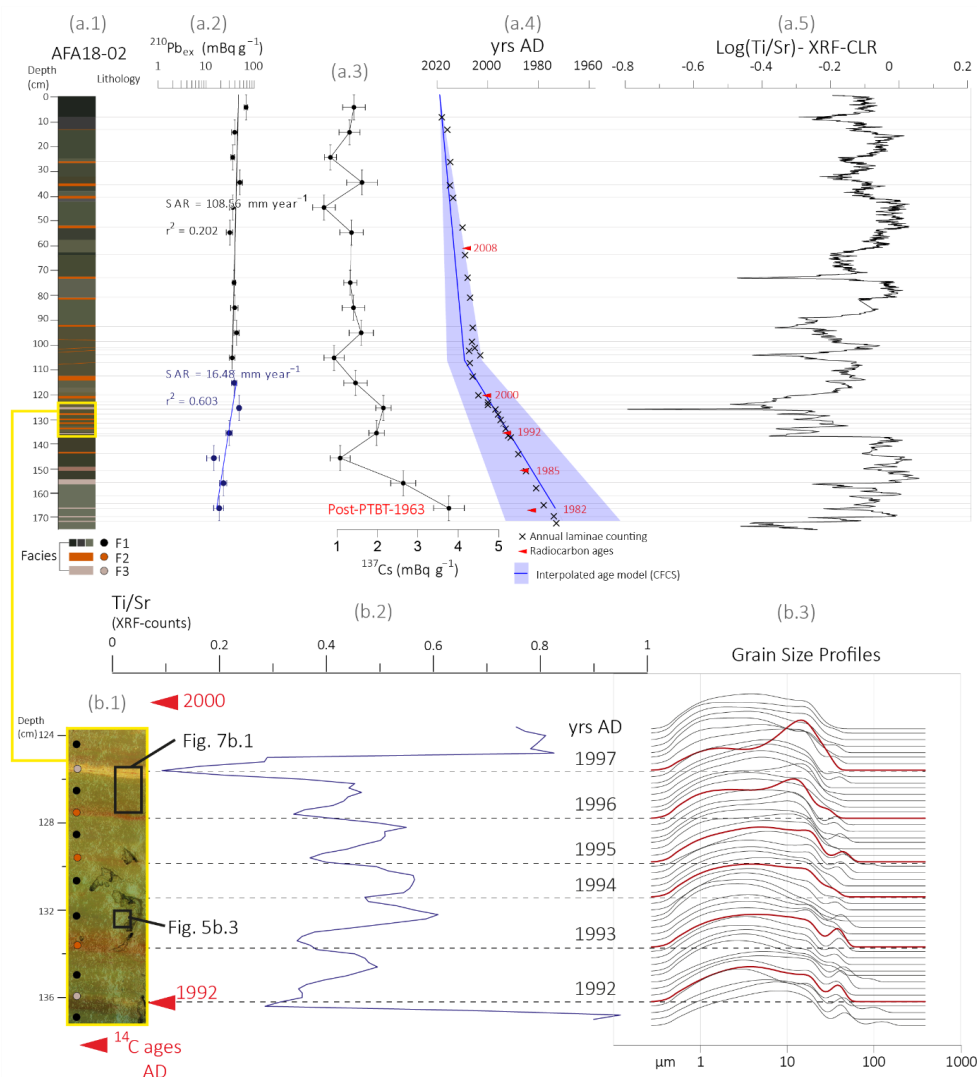 (a.1)
(a.2)
(a.3)
(a.4)
(a.5)
AFA18-02
²¹⁰Pbₑₓ (mBq g⁻¹)
yrs AD
Log(Ti/Sr)- XRF-CLR
Depth
(cm)
Lithology
1 10 100
2020 2000 1980 1960
-0.8 -0.6 -0.4 -0.2 0 0.2
0
10
20
30
40
50
60
70
80
90
100
110
120
130
140
150
160
170
SAR = 108.56 mm year⁻¹
r² = 0.202
SAR = 16.48 mm year⁻¹
r² = 0.603
2008
2000
1992
1985
1982
Post-PTBT-1963
1 2 3 4 5
¹³⁷Cs (mBq g⁻¹)
Annual laminae counting
Radiocarbon ages
Interpolated age model (CFCS)
Facies
F1
F2
F3
Ti/Sr
(XRF-counts)
(b.2)
(b.3)
0 0.2 0.4 0.6 0.8 1
Grain Size Profiles
(b.1)
2000
Depth
(cm)
124
128
132
136
Fig. 7b.1
Fig. 5b.3
1992
¹⁴C ages
AD
yrs AD
1997
1996
1995
1994
1993
1992
µm 1 10 100 1000